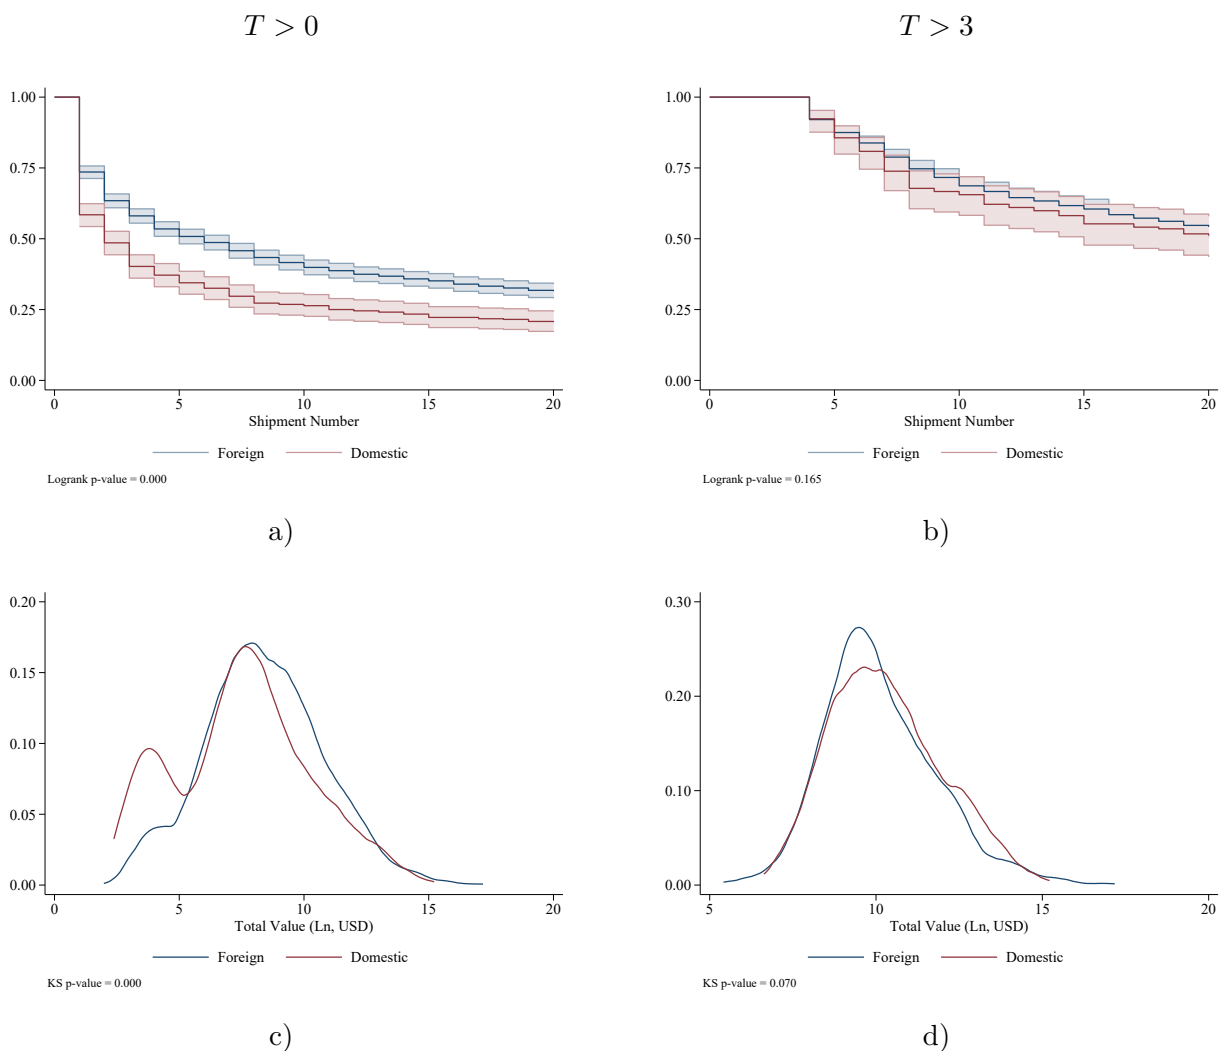 T > 0
T > 3
1.00
0.75
0.50
0.25
0.00
0 5 10 15 20
Shipment Number
Foreign Domestic
Logrank p-value = 0.000
a)
1.00
0.75
0.50
0.25
0.00
0 5 10 15 20
Shipment Number
Foreign Domestic
Logrank p-value = 0.165
b)
0.20
0.15
0.10
0.05
0.00
0 5 10 15 20
Total Value (Ln, USD)
Foreign Domestic
KS p-value = 0.000
c)
0.30
0.20
0.10
0.00
5 10 15 20
Total Value (Ln, USD)
Foreign Domestic
KS p-value = 0.070
d)